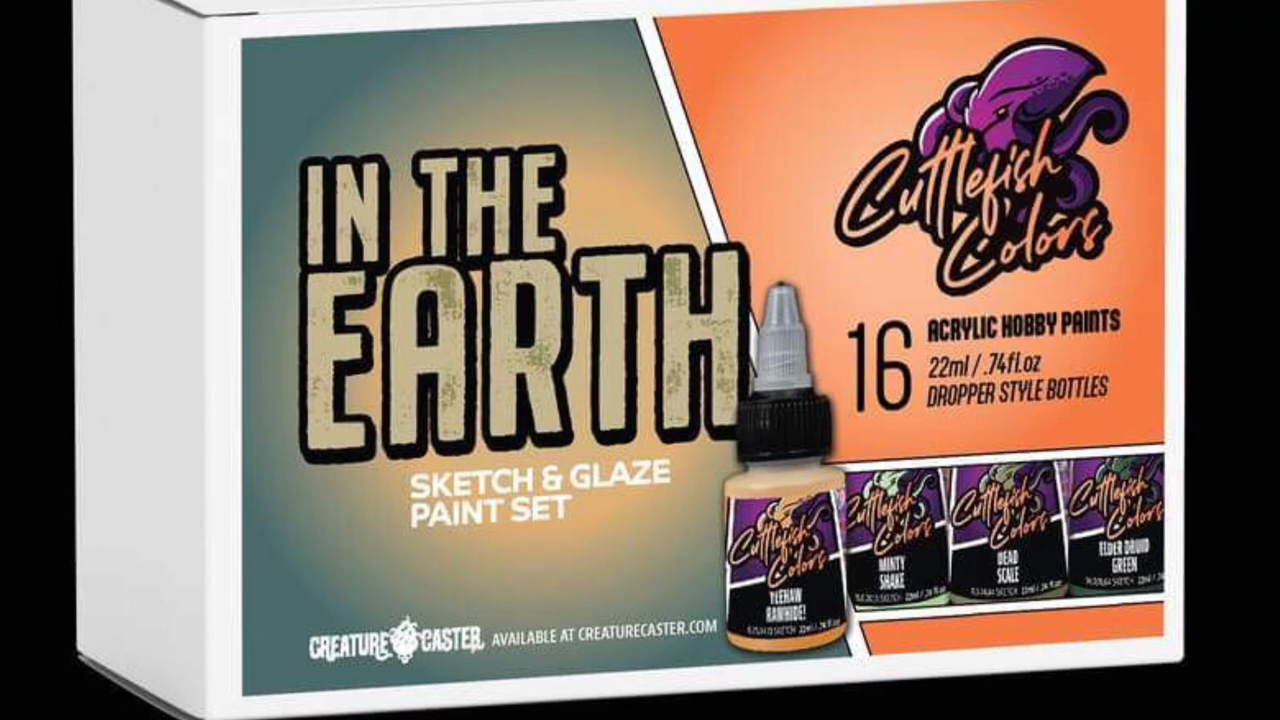 IN THE
EARTH
SKETCH & GLAZE
PAINT SET
CREATURE CASTER
AVAILABLE AT CREATURECASTER.COM
Cuttlefish
Colors
16
ACRYLIC HOBBY PAINTS
22ml / .74fl.oz
DROPPER STYLE BOTTLES
Cuttlefish
Colors
YEEHAW
RAWHIDE!
Cuttlefish
Colors
MINTY
SHAKE
Cuttlefish
Colors
DEAD
SCALE
Cuttlefish
Colors
ELDER DRUID
GREEN